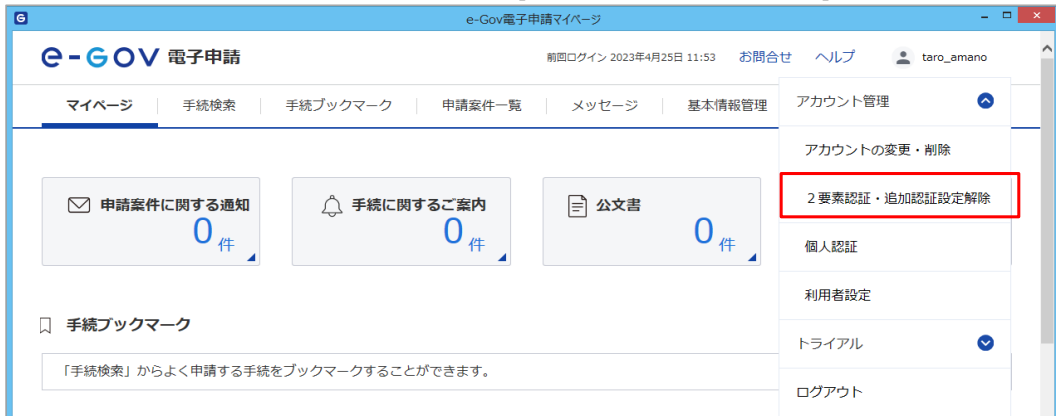 e-Gov電子申請マイページ
e-GOV 電子申請
前回ログイン 2023年4月25日 11:53 お問合せ ヘルプ taro_amano
マイページ 手続検索 手続ブックマーク 申請案件一覧 メッセージ 基本情報管理
アカウント管理
アカウントの変更・削除
２要素認証・追加認証設定解除
個人認証
利用者設定
トライアル
ログアウト
申請案件に関する通知
0件
手続に関するご案内
0件
公文書
0件
手続ブックマーク
「手続検索」からよく申請する手続をブックマークすることができます。